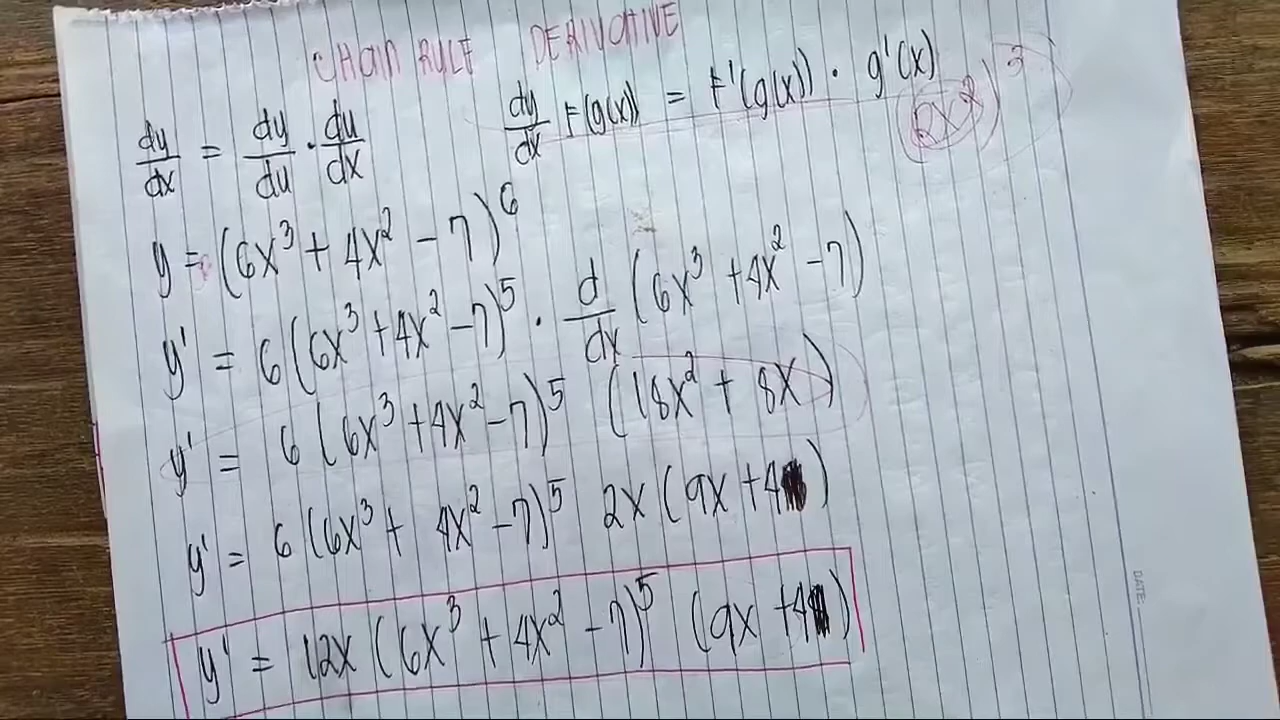 CHAIN RULE DERIVATIVE
dy/dx = dy/du · du/dx
dy/dx F(g(x)) = F'(g(x)) · g'(x)
(2x²)³
y = (6x³ + 4x² - 7)⁶
y' = 6(6x³ + 4x² - 7)⁵ · d/dx (6x³ + 4x² - 7)
y' = 6(6x³ + 4x² - 7)⁵ (18x² + 8x)
y' = 6(6x³ + 4x² - 7)⁵ 2x(9x + 4)
y' = 12x(6x³ + 4x² - 7)⁵ (9x + 4)
DATE: